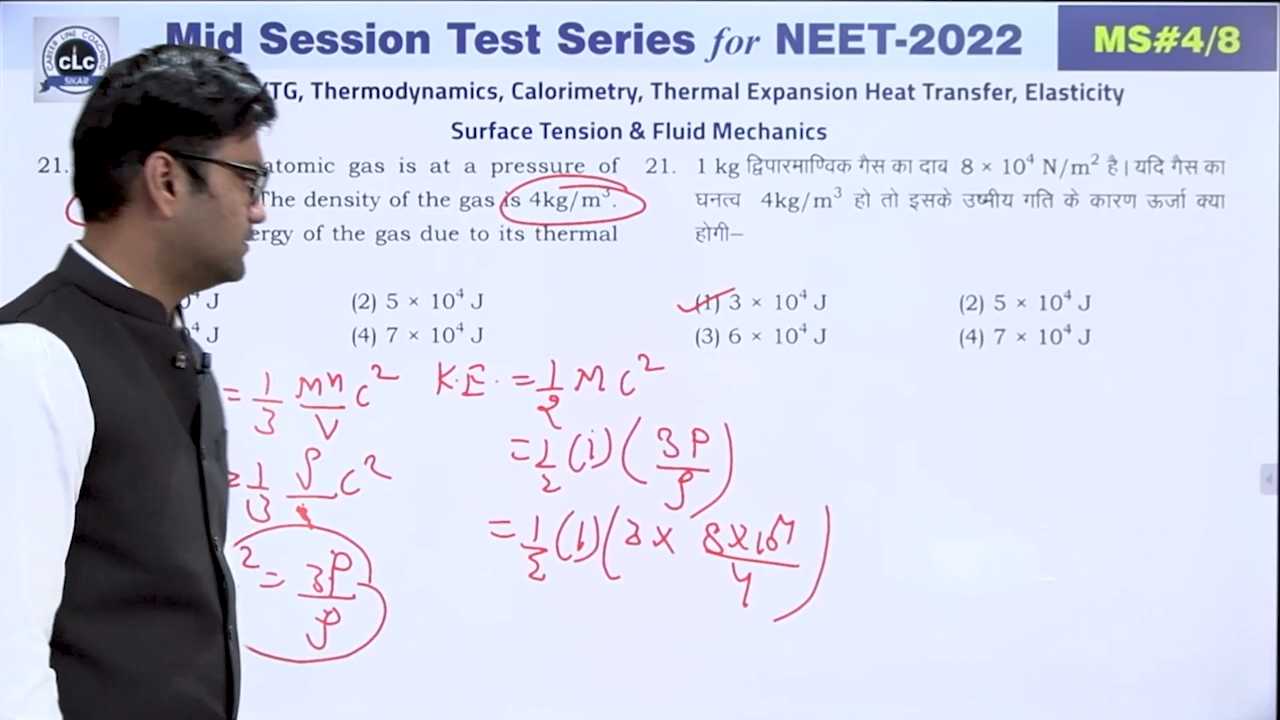 Mid Session Test Series for NEET-2022
MS#4/8
CAREER LINE COACHING
CLC
SIKAR
KTG, Thermodynamics, Calorimetry, Thermal Expansion Heat Transfer, Elasticity
Surface Tension & Fluid Mechanics
21. atomic gas is at a pressure of
The density of the gas is 4kg/m³.
ergy of the gas due to its thermal
0⁴ J (2) 5 × 10⁴ J
⁴ J (4) 7 × 10⁴ J
21. 1 kg द्विपारमाण्विक गैस का दाब 8 × 10⁴ N/m² है। यदि गैस का
घनत्व 4kg/m³ हो तो इसके उष्मीय गति के कारण ऊर्जा क्या
होगी–
(1) 3 × 10⁴ J (2) 5 × 10⁴ J
(3) 6 × 10⁴ J (4) 7 × 10⁴ J
= 1/3 mn/V c²
= 1/3 ρ c²
² = 3P/ρ
K.E. = 1/2 M c²
= 1/2 (1) (3P/ρ)
= 1/2 (1) (3 × 8×10⁴/4)